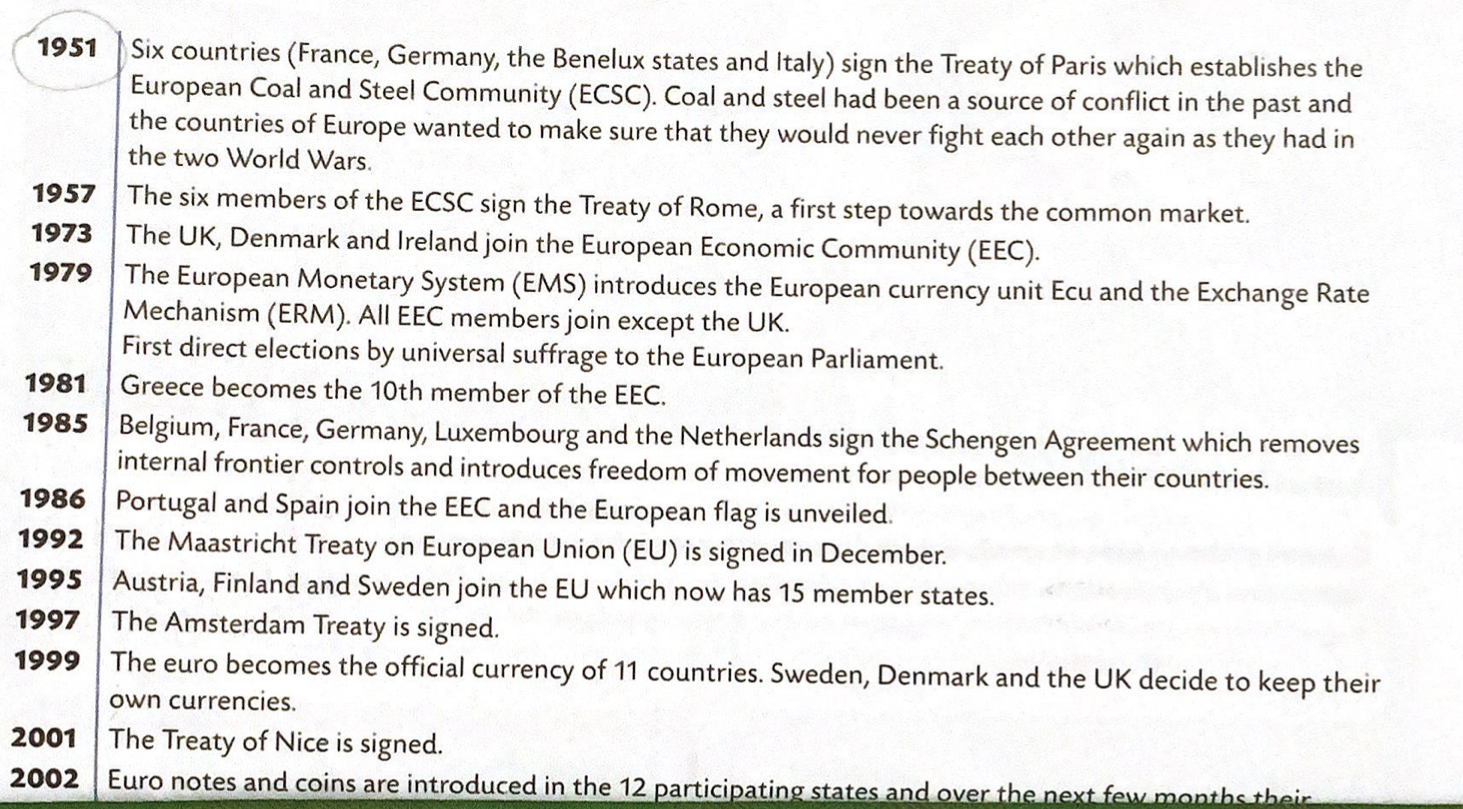 1951 Six countries (France, Germany, the Benelux states and Italy) sign the Treaty of Paris which establishes the
European Coal and Steel Community (ECSC). Coal and steel had been a source of conflict in the past and
the countries of Europe wanted to make sure that they would never fight each other again as they had in
the two World Wars.
1957 The six members of the ECSC sign the Treaty of Rome, a first step towards the common market.
1973 The UK, Denmark and Ireland join the European Economic Community (EEC).
1979 The European Monetary System (EMS) introduces the European currency unit Ecu and the Exchange Rate
Mechanism (ERM). All EEC members join except the UK.
First direct elections by universal suffrage to the European Parliament.
1981 Greece becomes the 10th member of the EEC.
1985 Belgium, France, Germany, Luxembourg and the Netherlands sign the Schengen Agreement which removes
internal frontier controls and introduces freedom of movement for people between their countries.
1986 Portugal and Spain join the EEC and the European flag is unveiled.
1992 The Maastricht Treaty on European Union (EU) is signed in December.
1995 Austria, Finland and Sweden join the EU which now has 15 member states.
1997 The Amsterdam Treaty is signed.
1999 The euro becomes the official currency of 11 countries. Sweden, Denmark and the UK decide to keep their
own currencies.
2001 The Treaty of Nice is signed.
2002 Euro notes and coins are introduced in the 12 participating states and over the next few months their